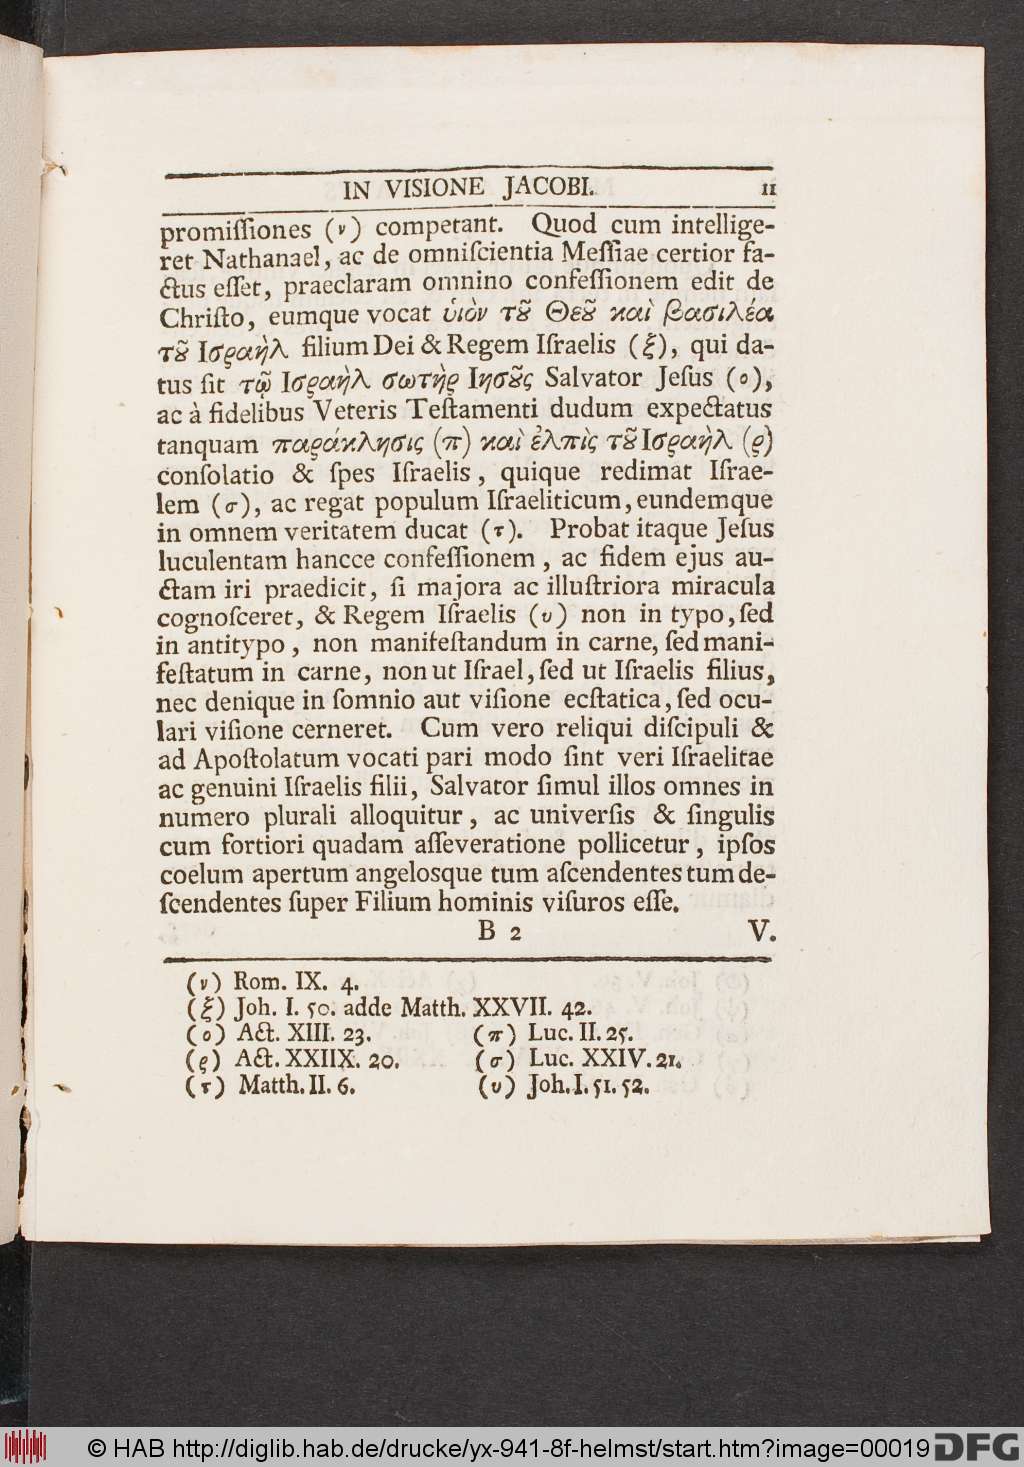 IN VISIONE JACOBI. 11
promiſſiones (ν) competant. Quod cum intellige-
ret Nathanael, ac de omniſcientia Meſſiae certior fa-
ctus eſſet, praeclaram omnino confeſſionem edit de
Chriſto, eumque vocat ὑιὸν τȣ͂ Θεȣ͂ καὶ βασιλέα
τȣ͂ Ισραὴλ filium Dei & Regem Iſraelis (ξ), qui da-
tus ſit τῷ Ισραὴλ σωτὴρ Ιησȣ͂ς Salvator Jeſus (ο),
ac à fidelibus Veteris Teſtamenti dudum expectatus
tanquam παράκλησις (π) καὶ ἐλπὶς τȣ͂ Ισραὴλ (ϱ)
conſolatio & ſpes Iſraelis, quique redimat Iſrae-
lem (σ), ac regat populum Iſraeliticum, eundemque
in omnem veritatem ducat (τ). Probat itaque Jeſus
luculentam hancce confeſſionem, ac fidem ejus au-
ctam iri praedicit, ſi majora ac illuſtriora miracula
cognoſceret, & Regem Iſraelis (υ) non in typo, ſed
in antitypo, non manifeſtandum in carne, ſed mani-
feſtatum in carne, non ut Iſrael, ſed ut Iſraelis filius,
nec denique in ſomnio aut viſione ecſtatica, ſed ocu-
lari viſione cerneret. Cum vero reliqui diſcipuli &
ad Apoſtolatum vocati pari modo ſint veri Iſraelitae
ac genuini Iſraelis filii, Salvator ſimul illos omnes in
numero plurali alloquitur, ac univerſis & ſingulis
cum fortiori quadam aſſeveratione pollicetur, ipſos
coelum apertum angelosque tum aſcendentes tum de-
ſcendentes ſuper Filium hominis viſuros eſſe.
B 2 V.
(ν) Rom. IX. 4.
(ξ) Joh. I. 50. adde Matth. XXVII. 42.
(ο) Act. XIII. 23. (π) Luc. II. 25.
(ϱ) Act. XXIIX. 20. (σ) Luc. XXIV. 21.
(τ) Matth. II. 6. (υ) Joh. I. 51. 52.
© HAB http://diglib.hab.de/drucke/yx-941-8f-helmst/start.htm?image=00019 DFG